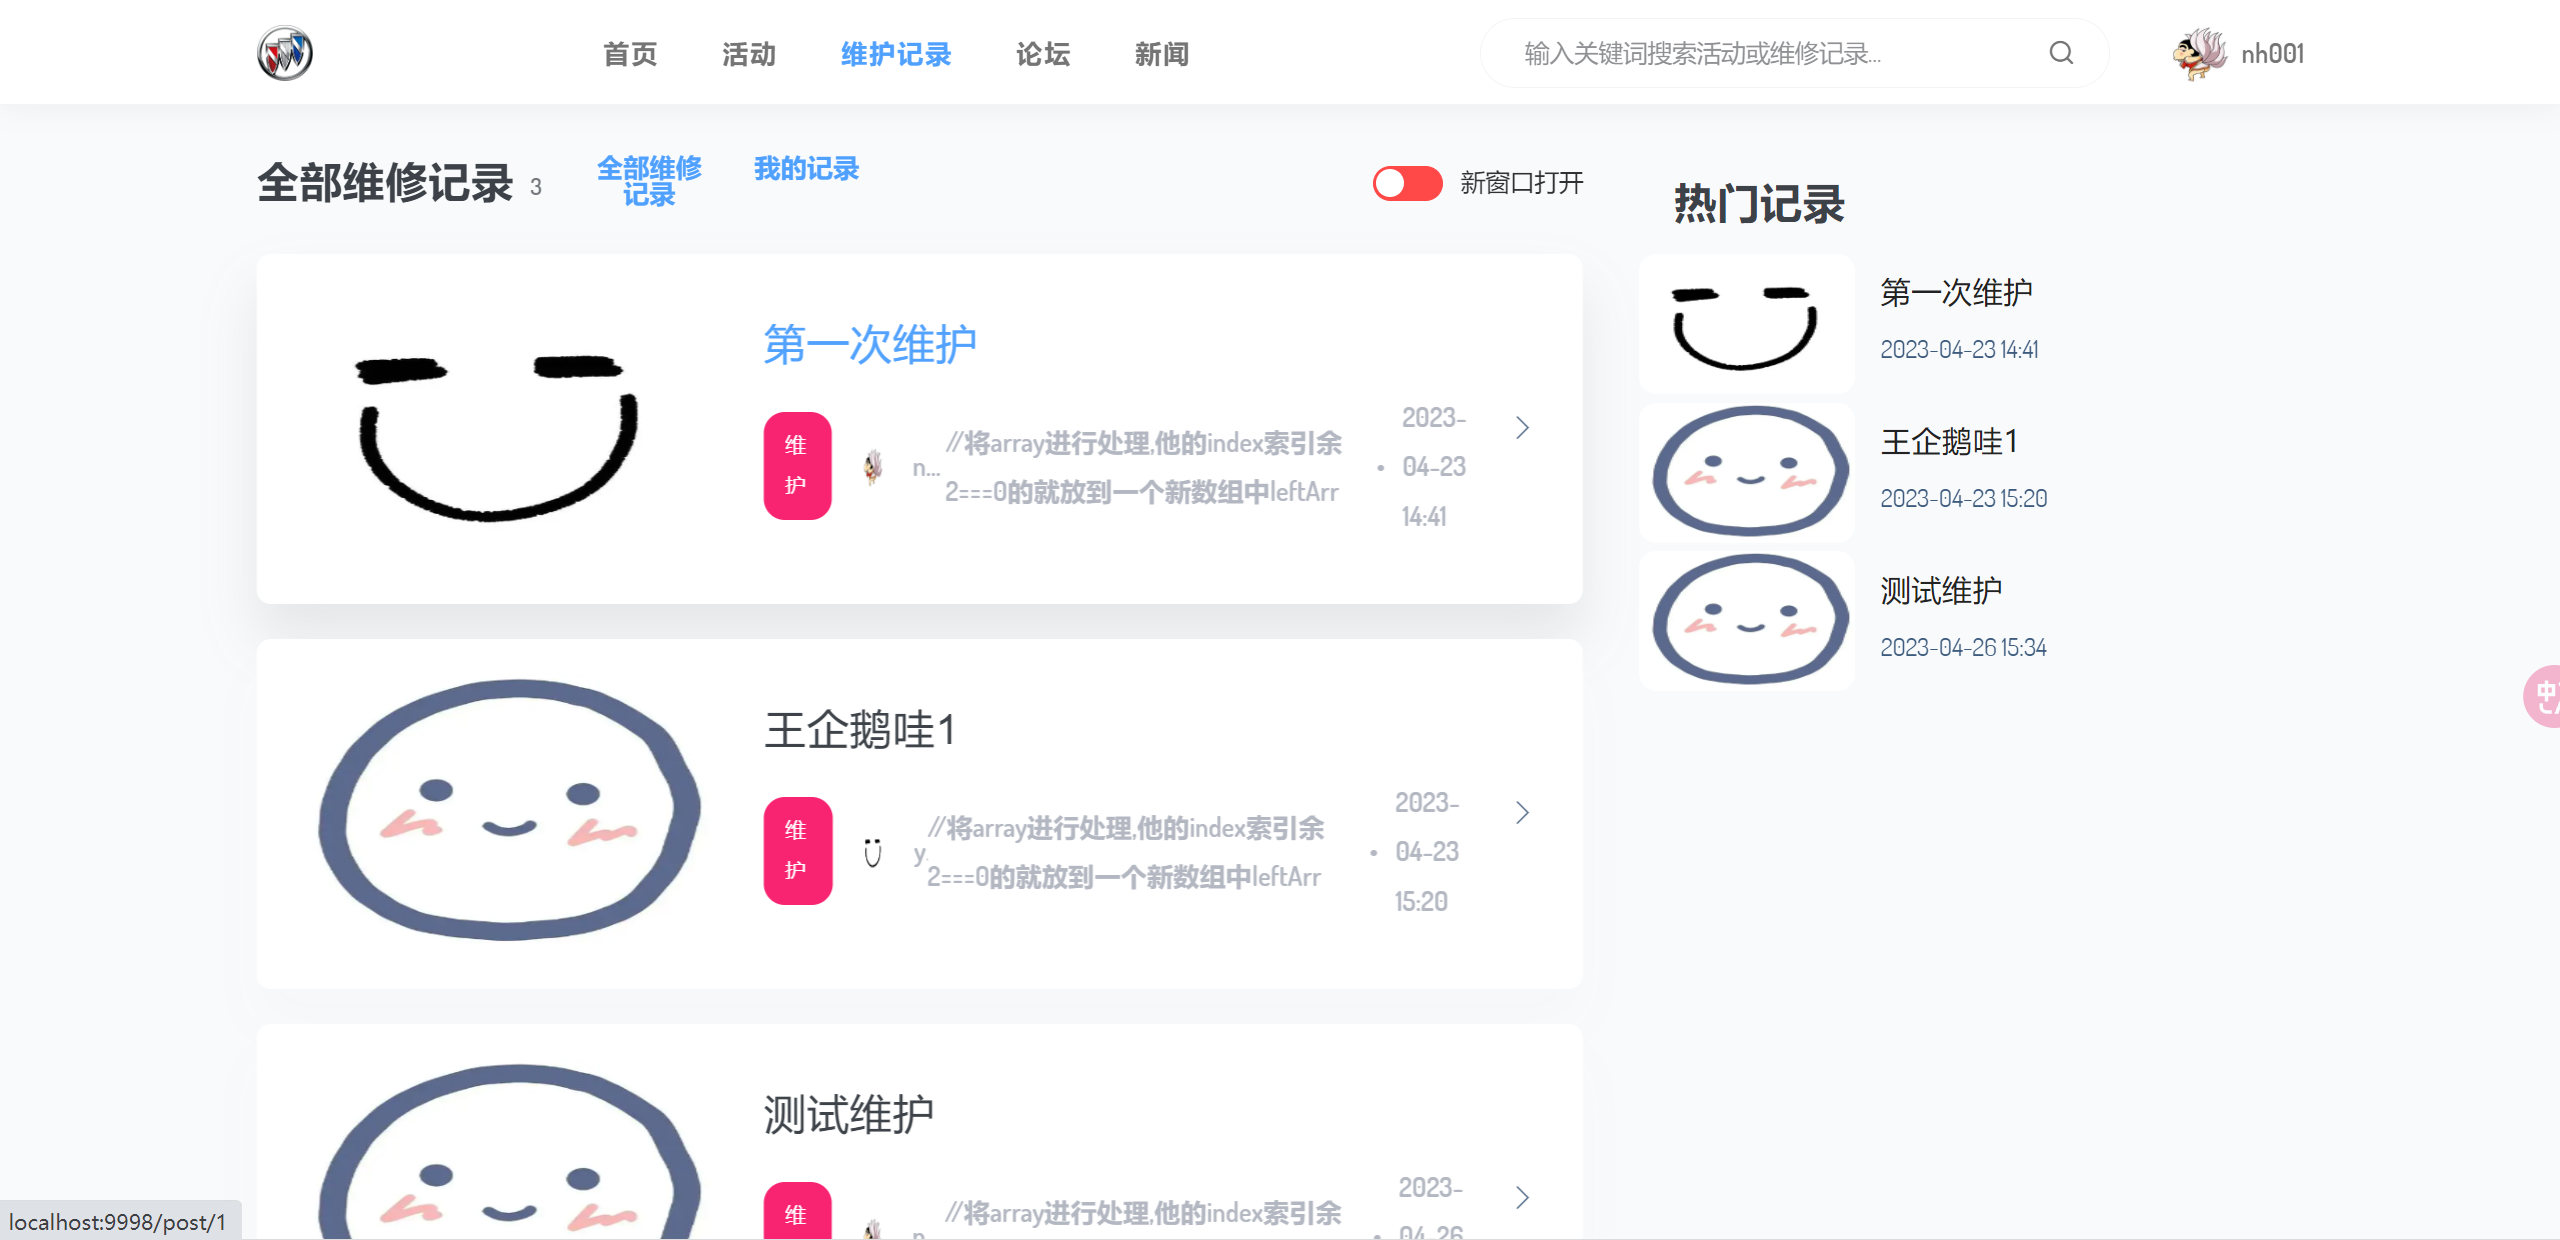 首页
活动
维护记录
论坛
新闻
输入关键词搜索活动或维修记录...
nh001
全部维修记录 3
全部维修
记录
我的记录
新窗口打开
热门记录
第一次维护
维
护
n...
//将array进行处理,他的index索引余
2===0的就放到一个新数组中leftArr
•
2023-
04-23
14:41
王企鹅哇1
维
护
y.
//将array进行处理,他的index索引余
2===0的就放到一个新数组中leftArr
•
2023-
04-23
15:20
测试维护
维
//将array进行处理,他的index索引余
2023-
04-26
第一次维护
2023-04-23 14:41
王企鹅哇1
2023-04-23 15:20
测试维护
2023-04-26 15:34
中
localhost:9998/post/1